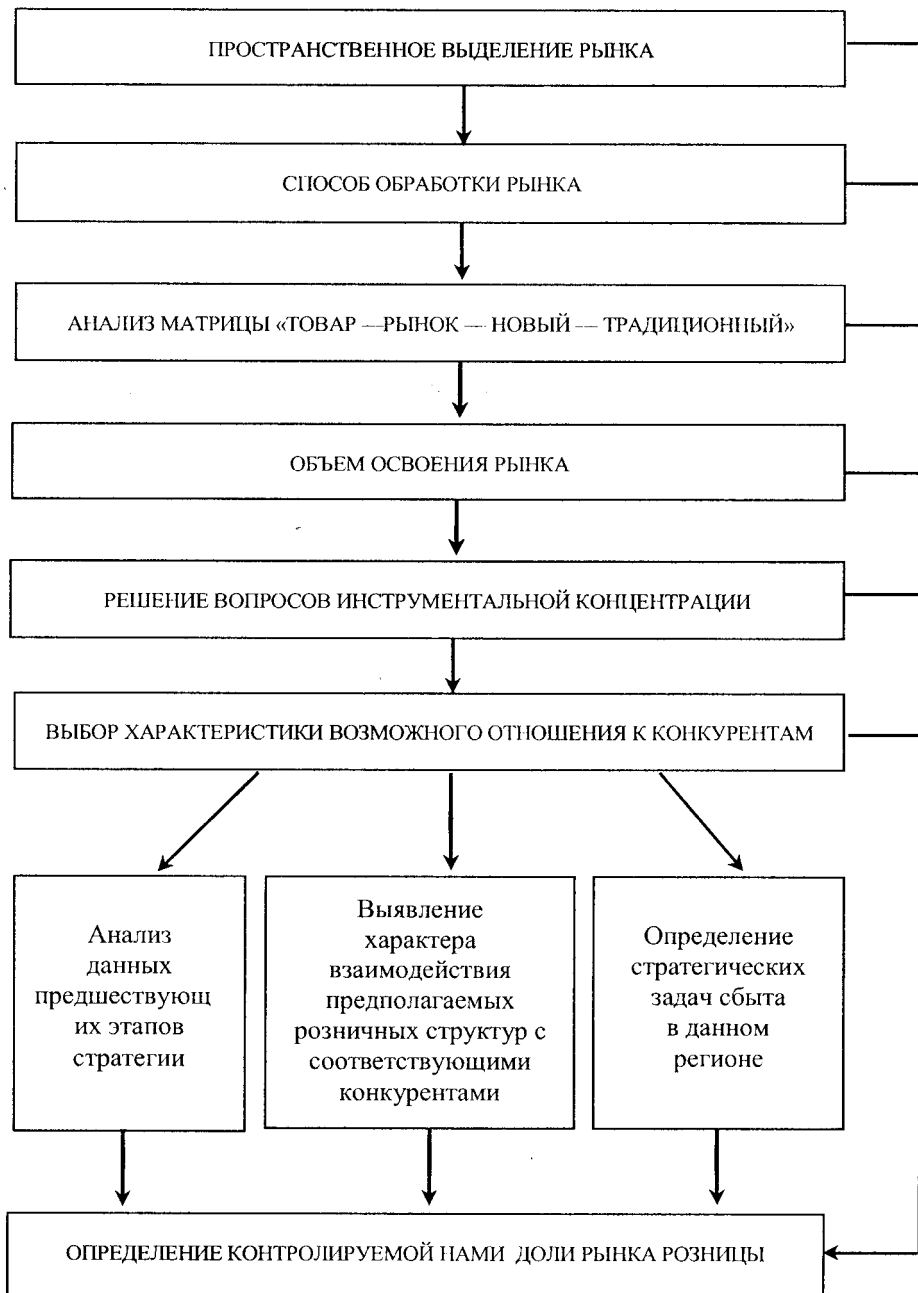 ПРОСТРАНСТВЕННОЕ ВЫДЕЛЕНИЕ РЫНКА
СПОСОБ ОБРАБОТКИ РЫНКА
АНАЛИЗ МАТРИЦЫ «ТОВАР —РЫНОК — НОВЫЙ — ТРАДИЦИОННЫЙ»
ОБЪЕМ ОСВОЕНИЯ РЫНКА
РЕШЕНИЕ ВОПРОСОВ ИНСТРУМЕНТАЛЬНОЙ КОНЦЕНТРАЦИИ
ВЫБОР ХАРАКТЕРИСТИКИ ВОЗМОЖНОГО ОТНОШЕНИЯ К КОНКУРЕНТАМ
Анализ
данных
предшествующ
их этапов
стратегии
Выявление
характера
взаимодействия
предполагаемых
розничных структур с
соответствующими
конкурентами
Определение
стратегических
задач сбыта
в данном
регионе
ОПРЕДЕЛЕНИЕ КОНТРОЛИРУЕМОЙ НАМИ ДОЛИ РЫНКА РОЗНИЦЫ